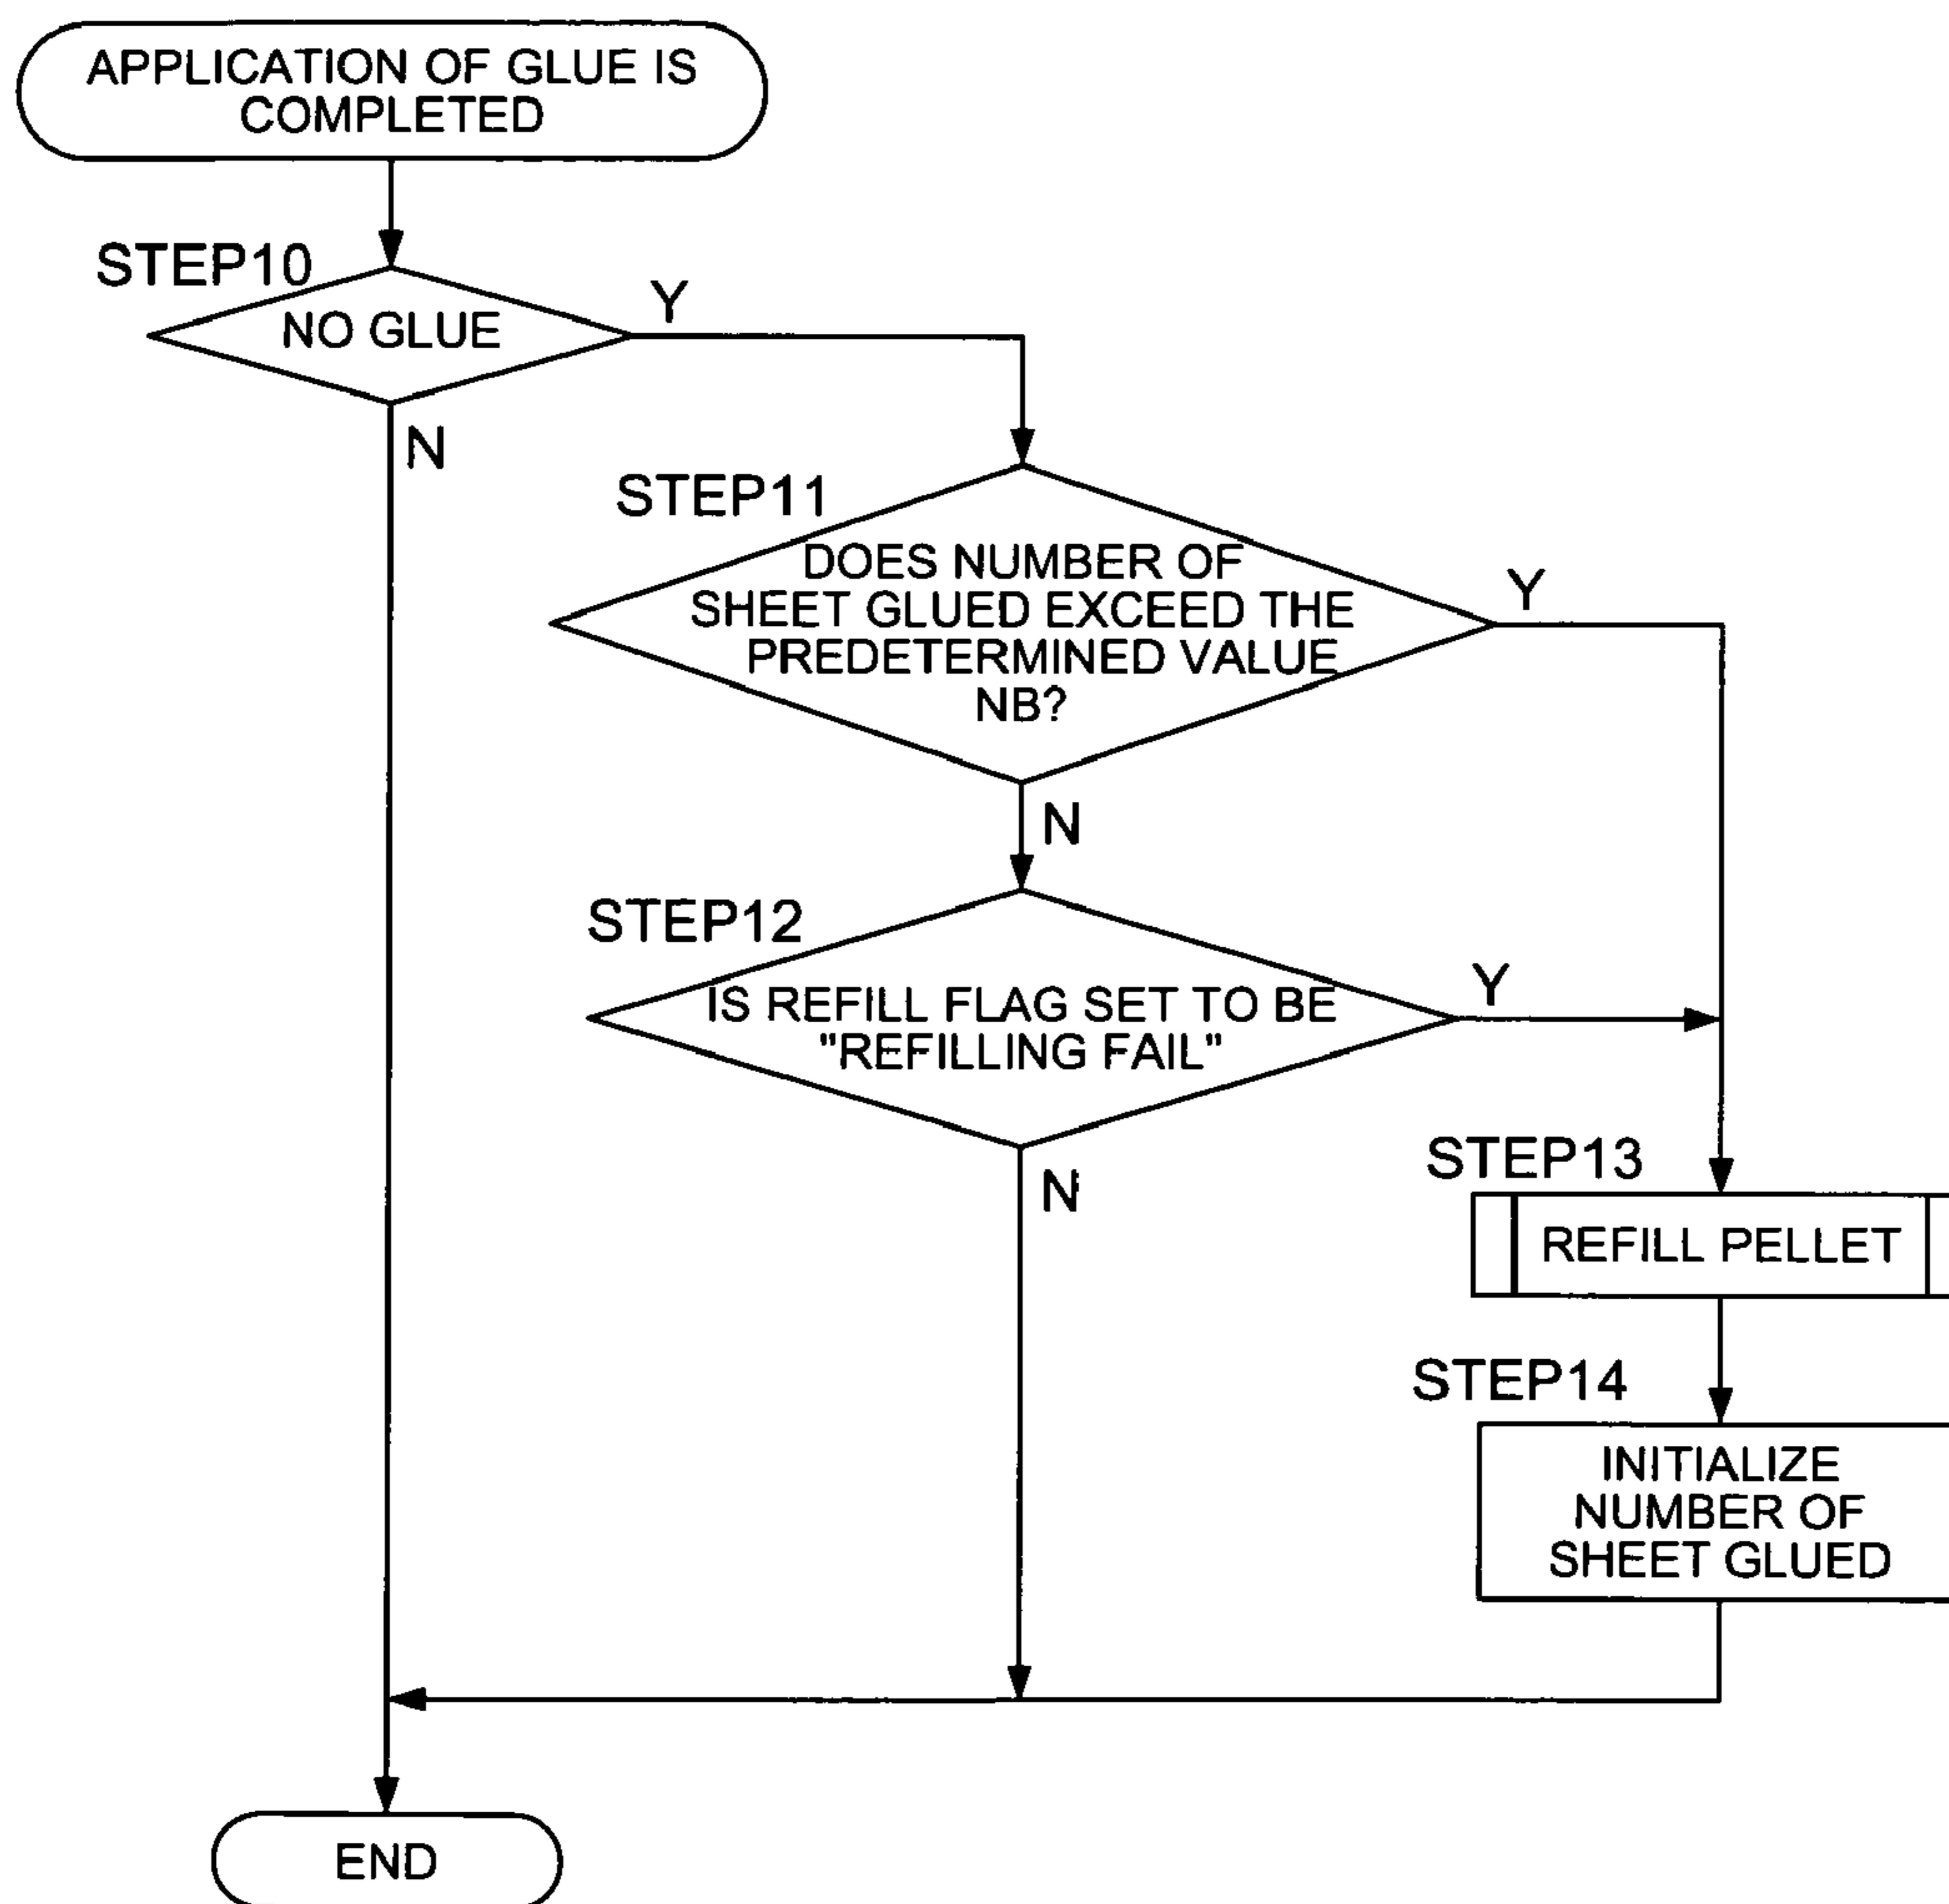 APPLICATION OF GLUE IS
COMPLETED
STEP10
NO GLUE
Y
N
STEP11
DOES NUMBER OF
SHEET GLUED EXCEED THE
PREDETERMINED VALUE
NB?
Y
N
STEP12
IS REFILL FLAG SET TO BE
"REFILLING FAIL"
Y
N
STEP13
REFILL PELLET
STEP14
INITIALIZE
NUMBER OF
SHEET GLUED
END